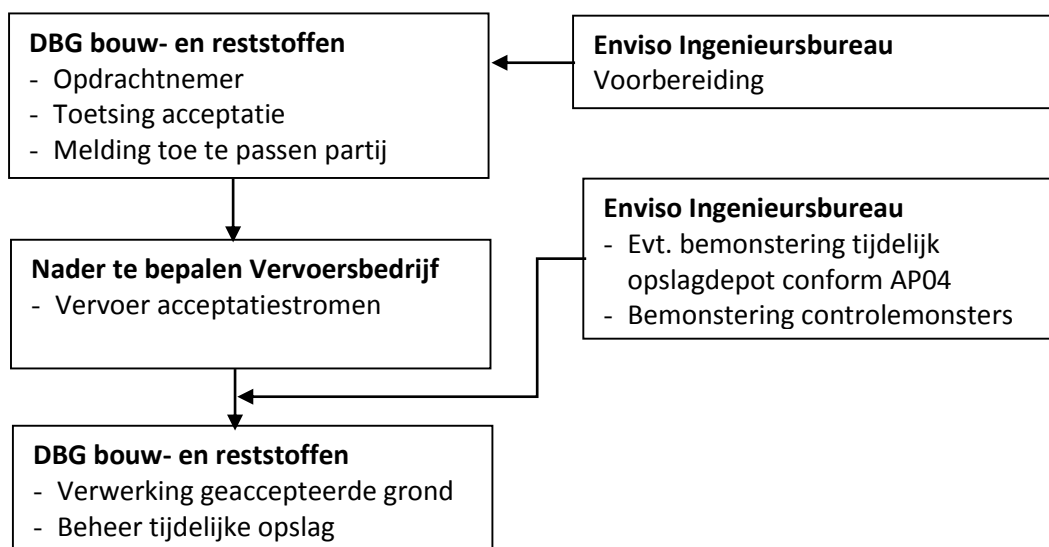 DBG bouw- en reststoffen
- Opdrachtnemer
- Toetsing acceptatie
- Melding toe te passen partij
Enviso Ingenieursbureau
Voorbereiding
Enviso Ingenieursbureau
- Evt. bemonstering tijdelijk
opslagdepot conform AP04
- Bemonstering controlemonsters
Nader te bepalen Vervoersbedrijf
- Vervoer acceptatiestromen
DBG bouw- en reststoffen
- Verwerking geaccepteerde grond
- Beheer tijdelijke opslag